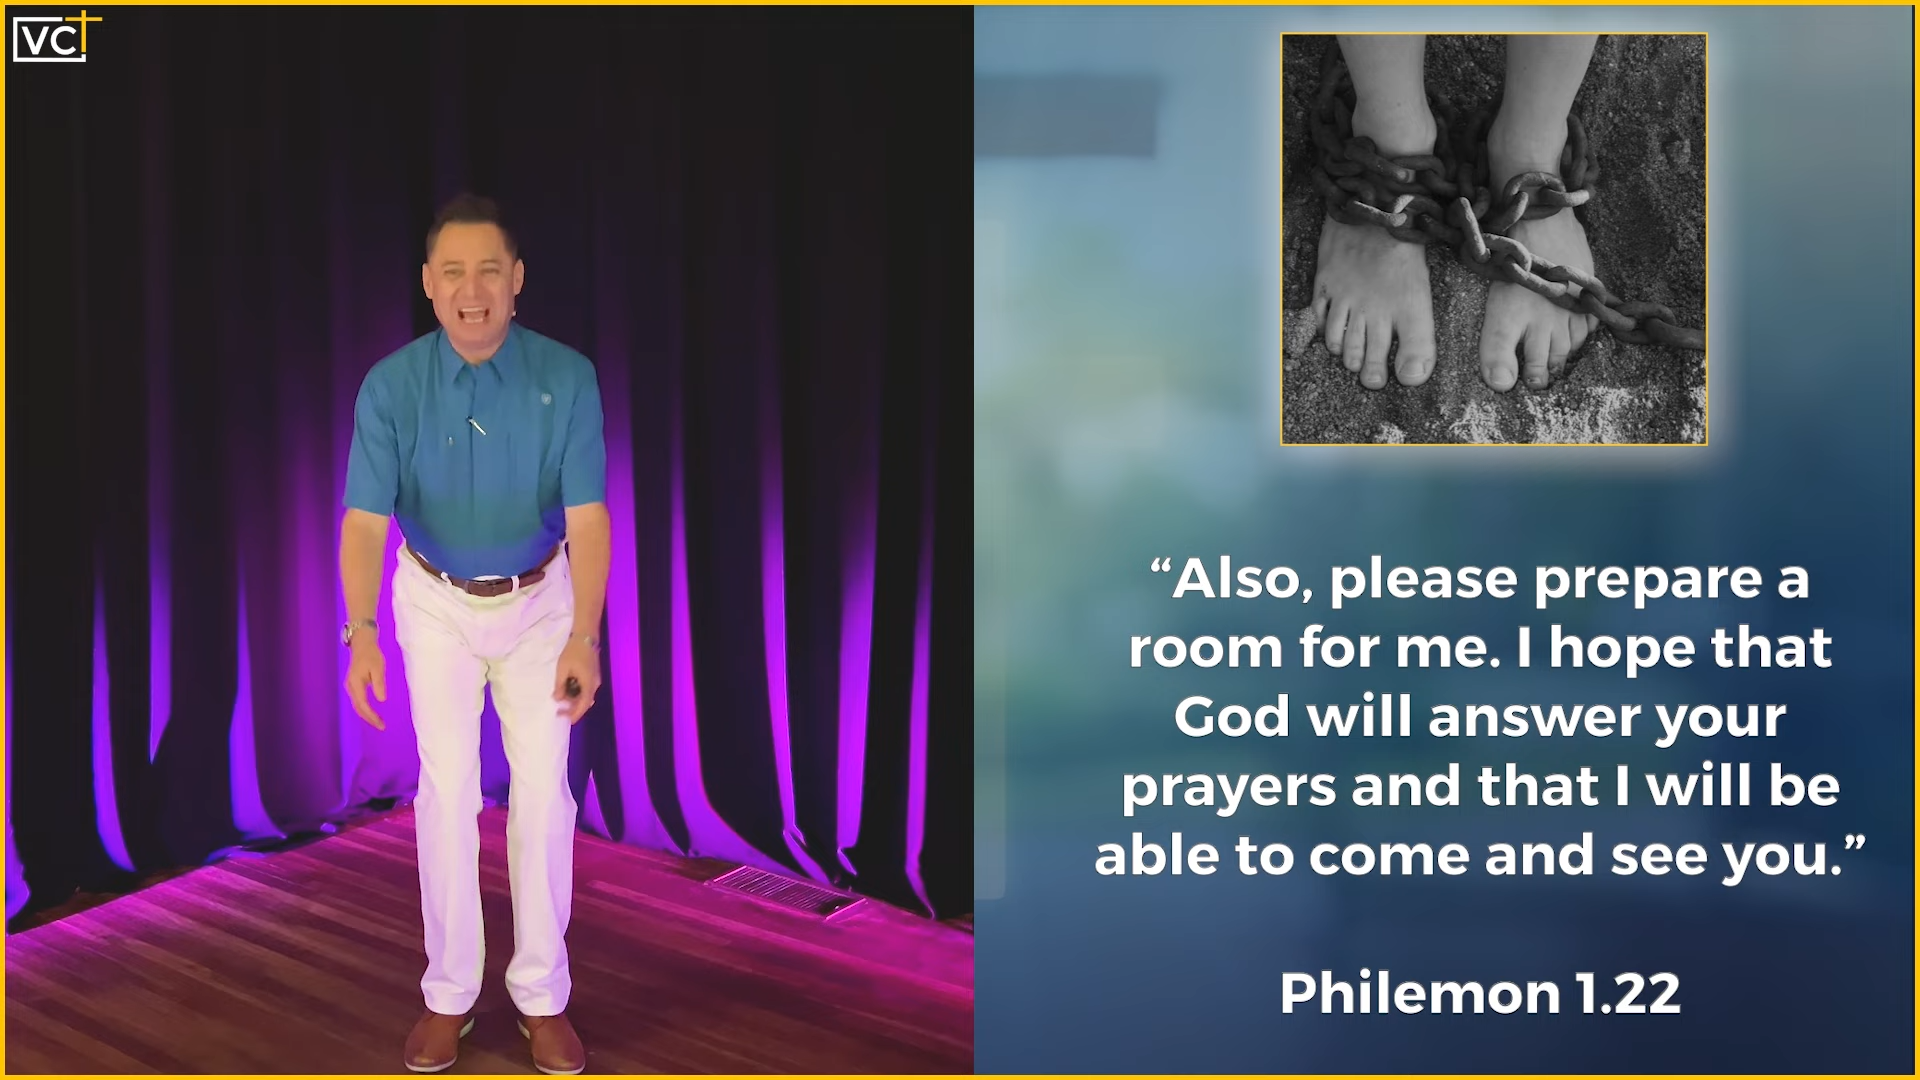 VC
“Also, please prepare a
room for me. I hope that
God will answer your
prayers and that I will be
able to come and see you.”
Philemon 1.22